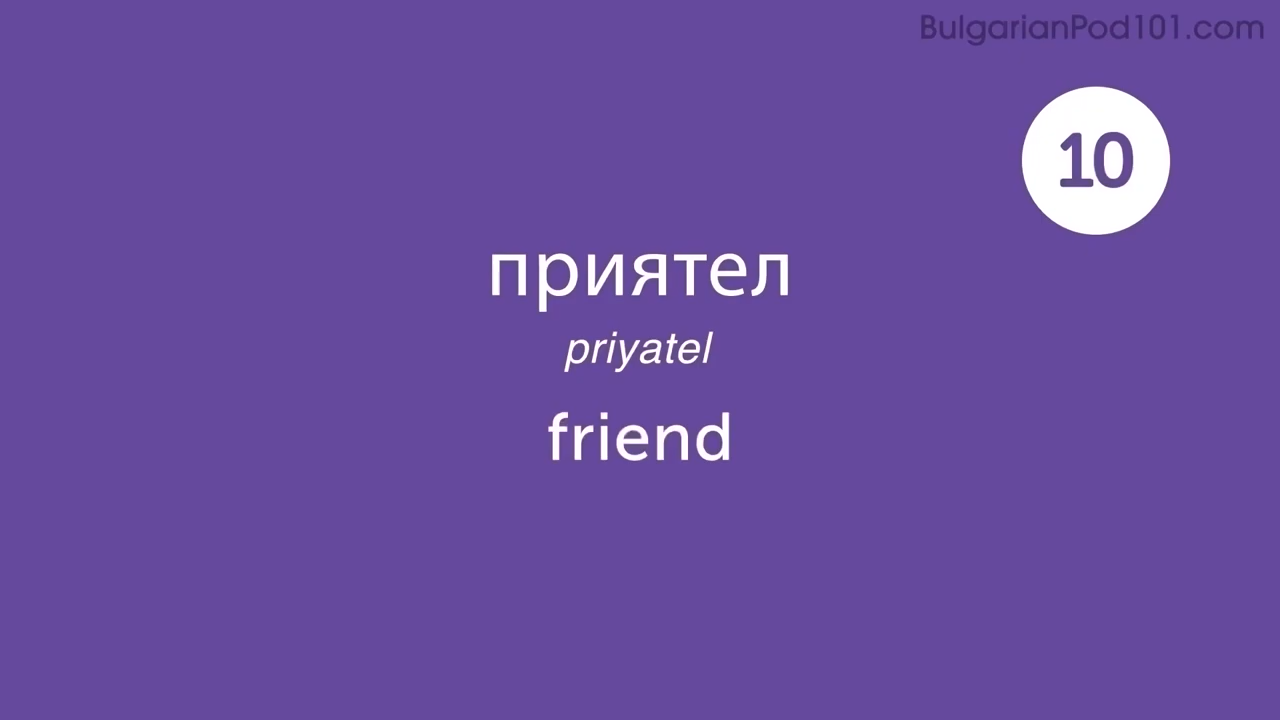 BulgarianPod101.com
10
приятел
priyatel
friend